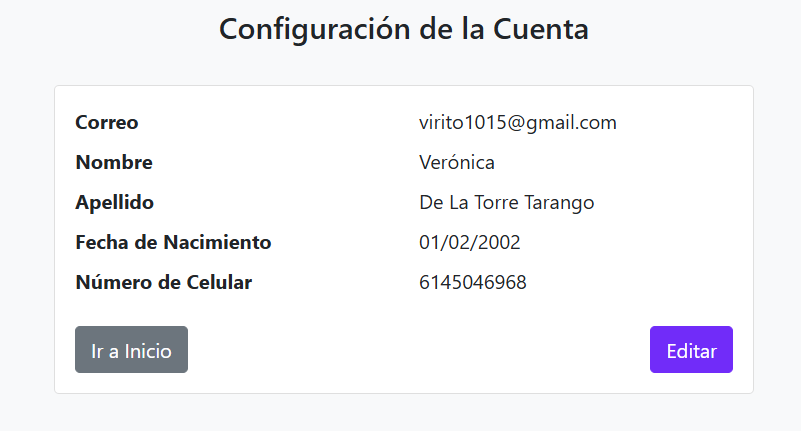 Configuración de la Cuenta
Correo virito1015@gmail.com
Nombre Verónica
Apellido De La Torre Tarango
Fecha de Nacimiento 01/02/2002
Número de Celular 6145046968
Ir a Inicio Editar